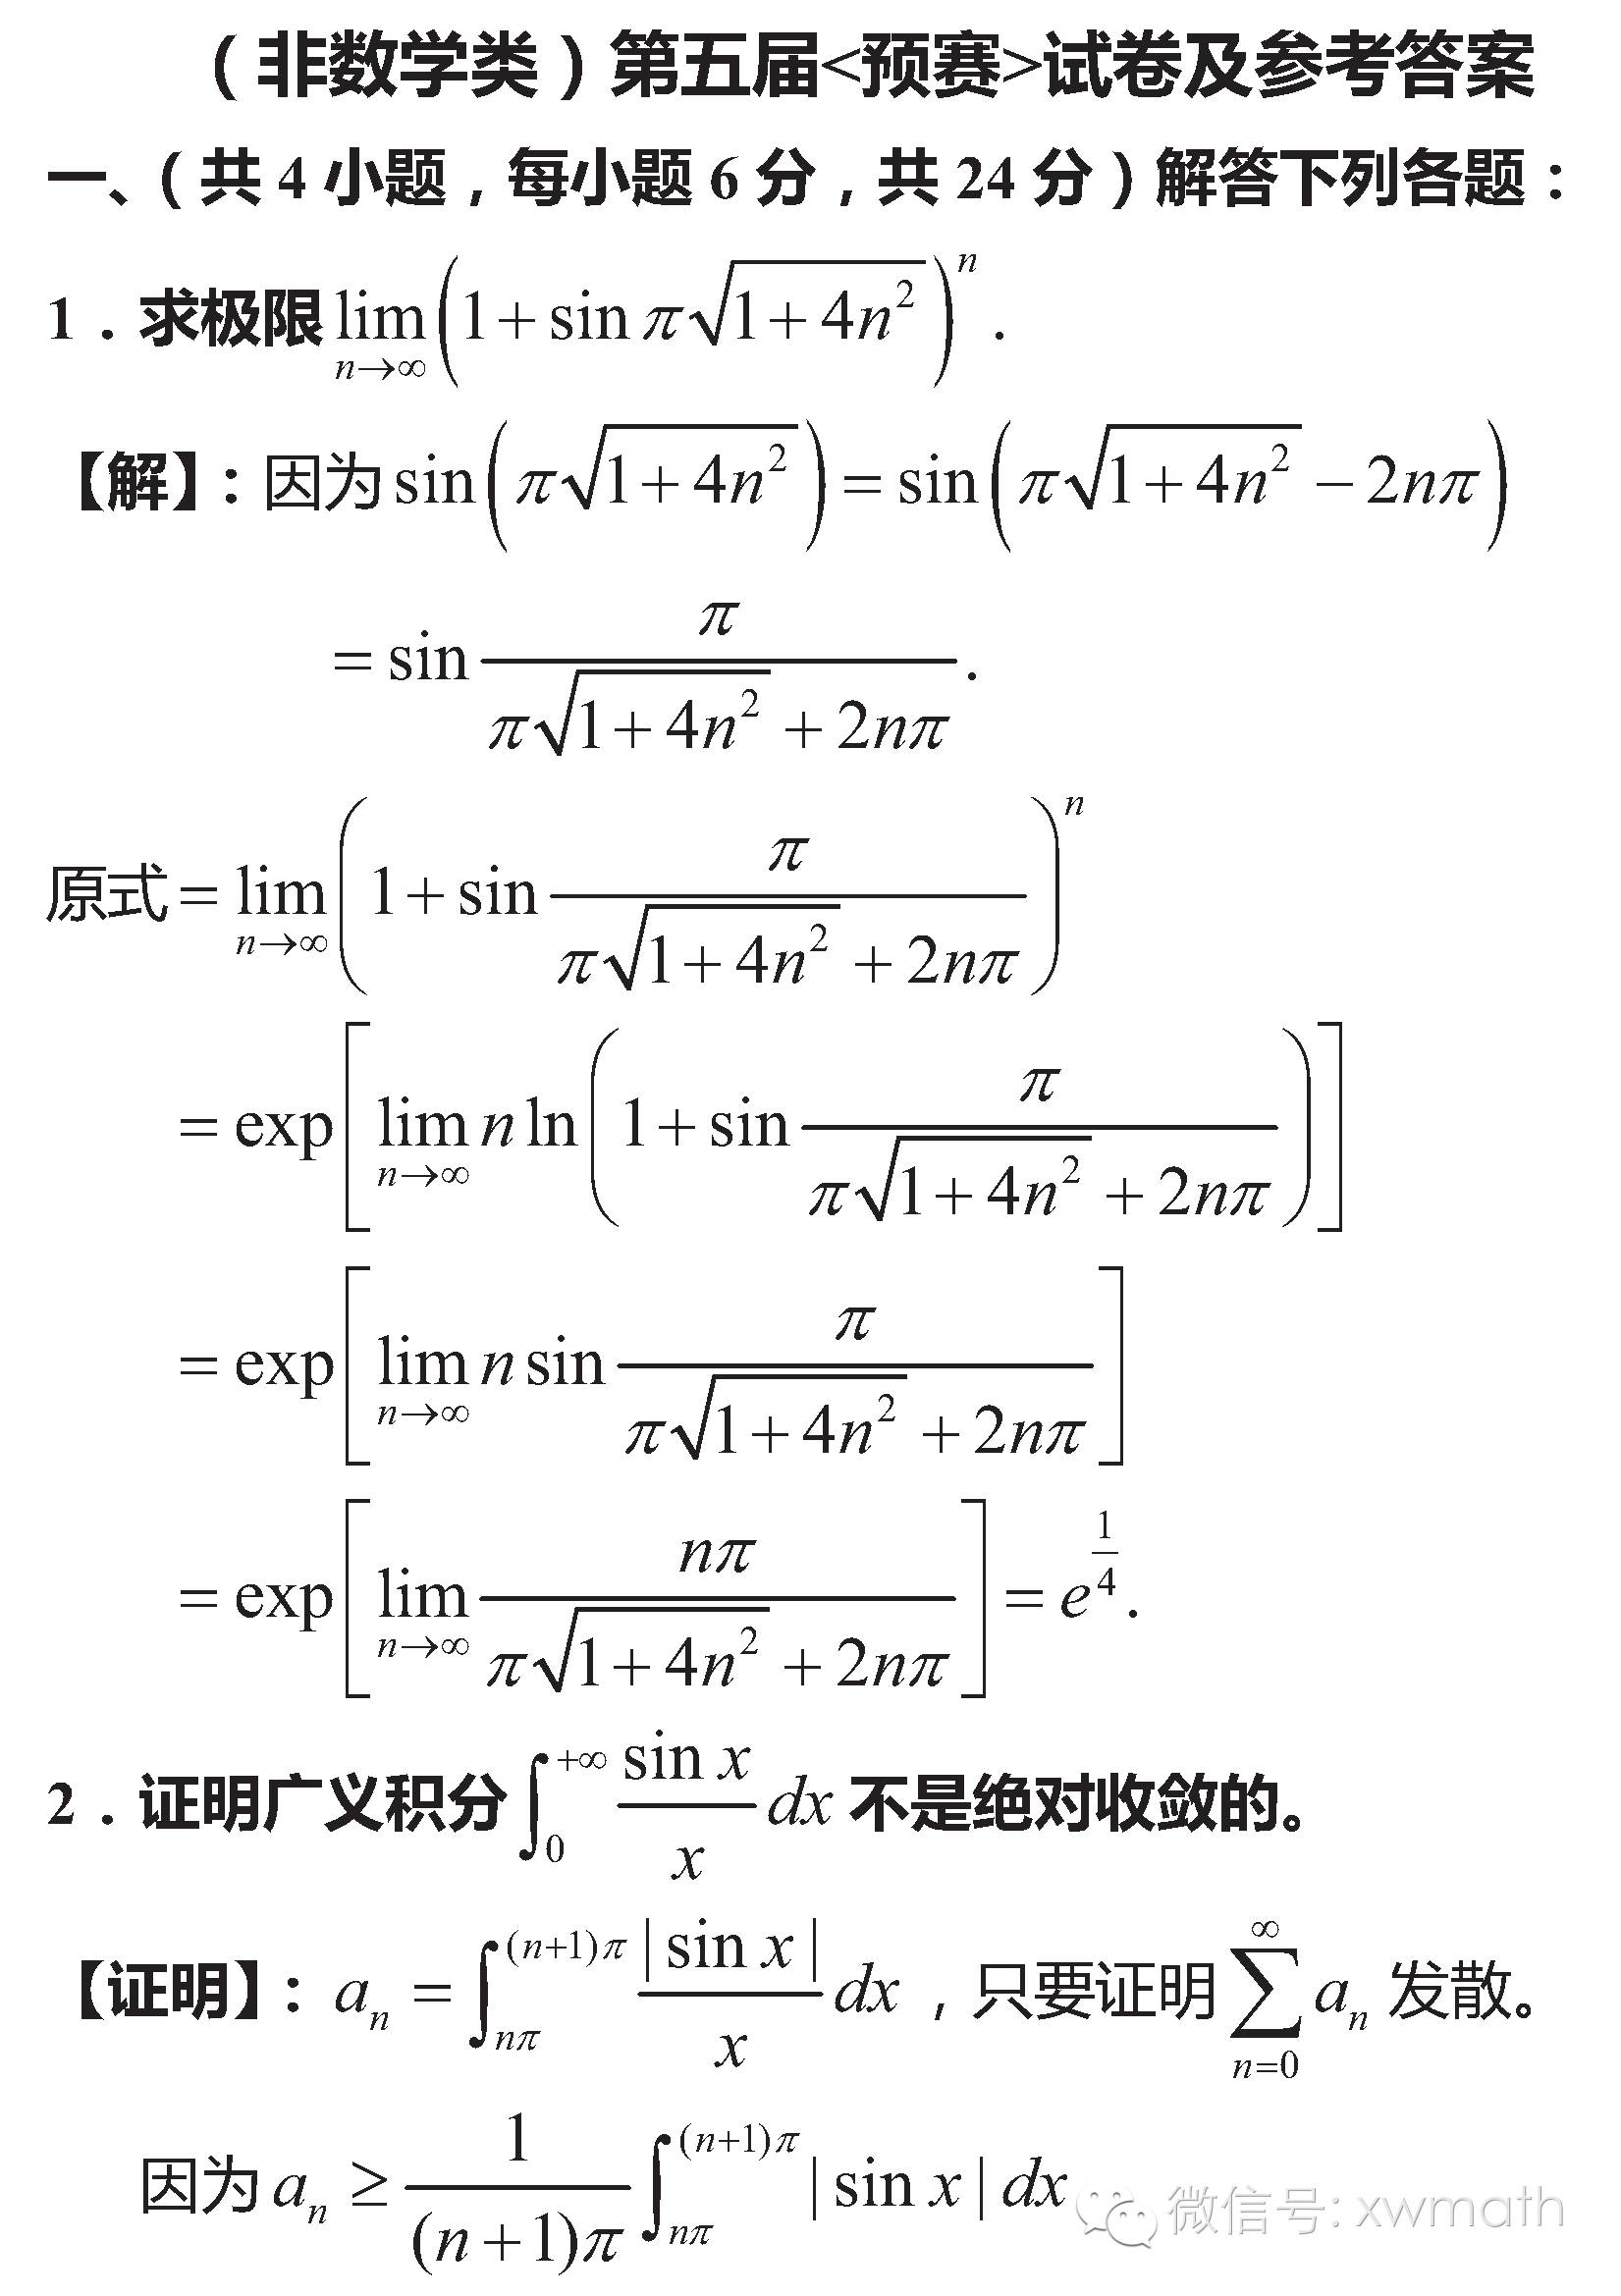 （非数学类）第五届<预赛>试卷及参考答案
一、（共 4 小题，每小题 6 分，共 24 分）解答下列各题：
1．求极限 $\lim_{n\to\infty}\left(1+\sin\pi\sqrt{1+4n^2}\right)^n$ .
【解】：因为 $\sin\left(\pi\sqrt{1+4n^2}\right)=\sin\left(\pi\sqrt{1+4n^2}-2n\pi\right)$
$=\sin\frac{\pi}{\pi\sqrt{1+4n^2}+2n\pi}.$
原式 $=\lim_{n\to\infty}\left(1+\sin\frac{\pi}{\pi\sqrt{1+4n^2}+2n\pi}\right)^n$
$=\exp\left[\lim_{n\to\infty}n\ln\left(1+\sin\frac{\pi}{\pi\sqrt{1+4n^2}+2n\pi}\right)\right]$
$=\exp\left[\lim_{n\to\infty}n\sin\frac{\pi}{\pi\sqrt{1+4n^2}+2n\pi}\right]$
$=\exp\left[\lim_{n\to\infty}\frac{n\pi}{\pi\sqrt{1+4n^2}+2n\pi}\right]=e^{\frac{1}{4}}.$
2．证明广义积分 $\int_0^{+\infty}\frac{\sin x}{x}dx$ 不是绝对收敛的。
【证明】：$a_n=\int_{n\pi}^{(n+1)\pi}\frac{|\sin x|}{x}dx$，只要证明 $\sum_{n=0}^{\infty}a_n$ 发散。
因为 $a_n\geq\frac{1}{(n+1)\pi}\int_{n\pi}^{(n+1)\pi}|\sin x|dx$
微信号: xwmath